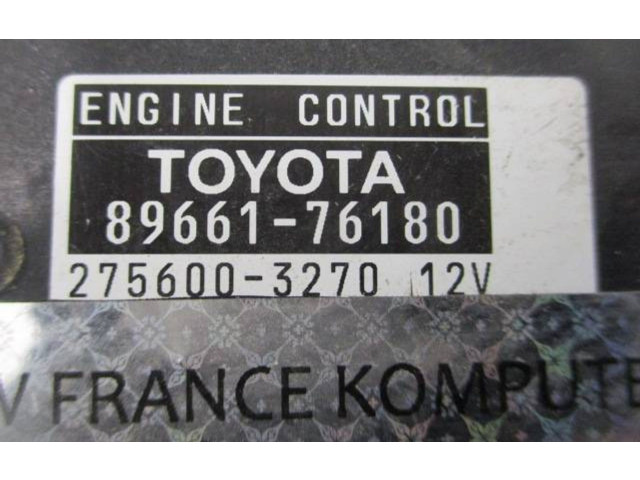 ENGINE CONTROL
TOYOTA
89661-76180
275600-3270 12V
V FRANCE KOMPUTE